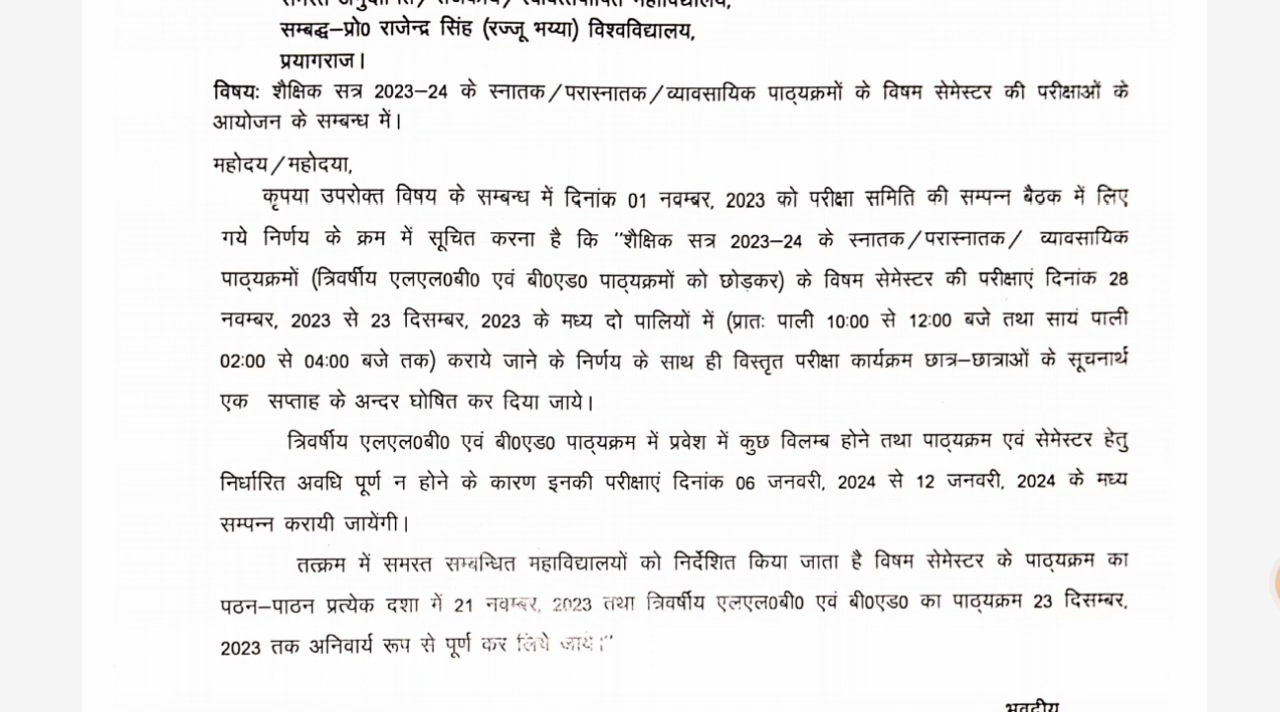 सम्बद्ध–प्रो0 राजेन्द्र सिंह (रज्जू भय्या) विश्वविद्यालय,
प्रयागराज।
विषयः शैक्षिक सत्र 2023–24 के स्नातक/परास्नातक/व्यावसायिक पाठ्यक्रमों के विषम सेमेस्टर की परीक्षाओं के
आयोजन के सम्बन्ध में।
महोदय/महोदया,
कृपया उपरोक्त विषय के सम्बन्ध में दिनांक 01 नवम्बर, 2023 को परीक्षा समिति की सम्पन्न बैठक में लिए
गये निर्णय के क्रम में सूचित करना है कि "शैक्षिक सत्र 2023–24 के स्नातक/परास्नातक/ व्यावसायिक
पाठ्यक्रमों (त्रिवर्षीय एलएल0बी0 एवं बी0एड0 पाठ्यक्रमों को छोड़कर) के विषम सेमेस्टर की परीक्षाएं दिनांक 28
नवम्बर, 2023 से 23 दिसम्बर, 2023 के मध्य दो पालियों में (प्रातः पाली 10:00 से 12:00 बजे तथा सायं पाली
02:00 से 04:00 बजे तक) कराये जाने के निर्णय के साथ ही विस्तृत परीक्षा कार्यक्रम छात्र–छात्राओं के सूचनार्थ
एक सप्ताह के अन्दर घोषित कर दिया जाये।
त्रिवर्षीय एलएल0बी0 एवं बी0एड0 पाठ्यक्रम में प्रवेश में कुछ विलम्ब होने तथा पाठ्यक्रम एवं सेमेस्टर हेतु
निर्धारित अवधि पूर्ण न होने के कारण इनकी परीक्षाएं दिनांक 06 जनवरी, 2024 से 12 जनवरी, 2024 के मध्य
सम्पन्न करायी जायेंगी।
तत्क्रम में समस्त सम्बन्धित महाविद्यालयों को निर्देशित किया जाता है विषम सेमेस्टर के पाठ्यक्रम का
पठन–पाठन प्रत्येक दशा में 21 नवम्बर, 2023 तथा त्रिवर्षीय एलएल0बी0 एवं बी0एड0 का पाठ्यक्रम 23 दिसम्बर,
2023 तक अनिवार्य रूप से पूर्ण कर लिये जाये।"
भवदीय